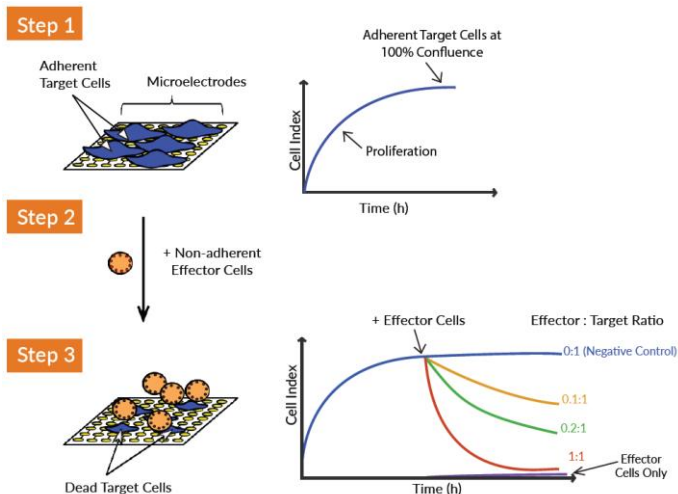 Step 1
Adherent
Target Cells
Microelectrodes
Adherent Target Cells at
100% Confluence
Cell Index
Proliferation
Time (h)
Step 2
+ Non-adherent
Effector Cells
Step 3
Dead Target Cells
+ Effector Cells
Effector : Target Ratio
0:1 (Negative Control)
0.1:1
0.2:1
1:1
Effector
Cells Only
Cell Index
Time (h)